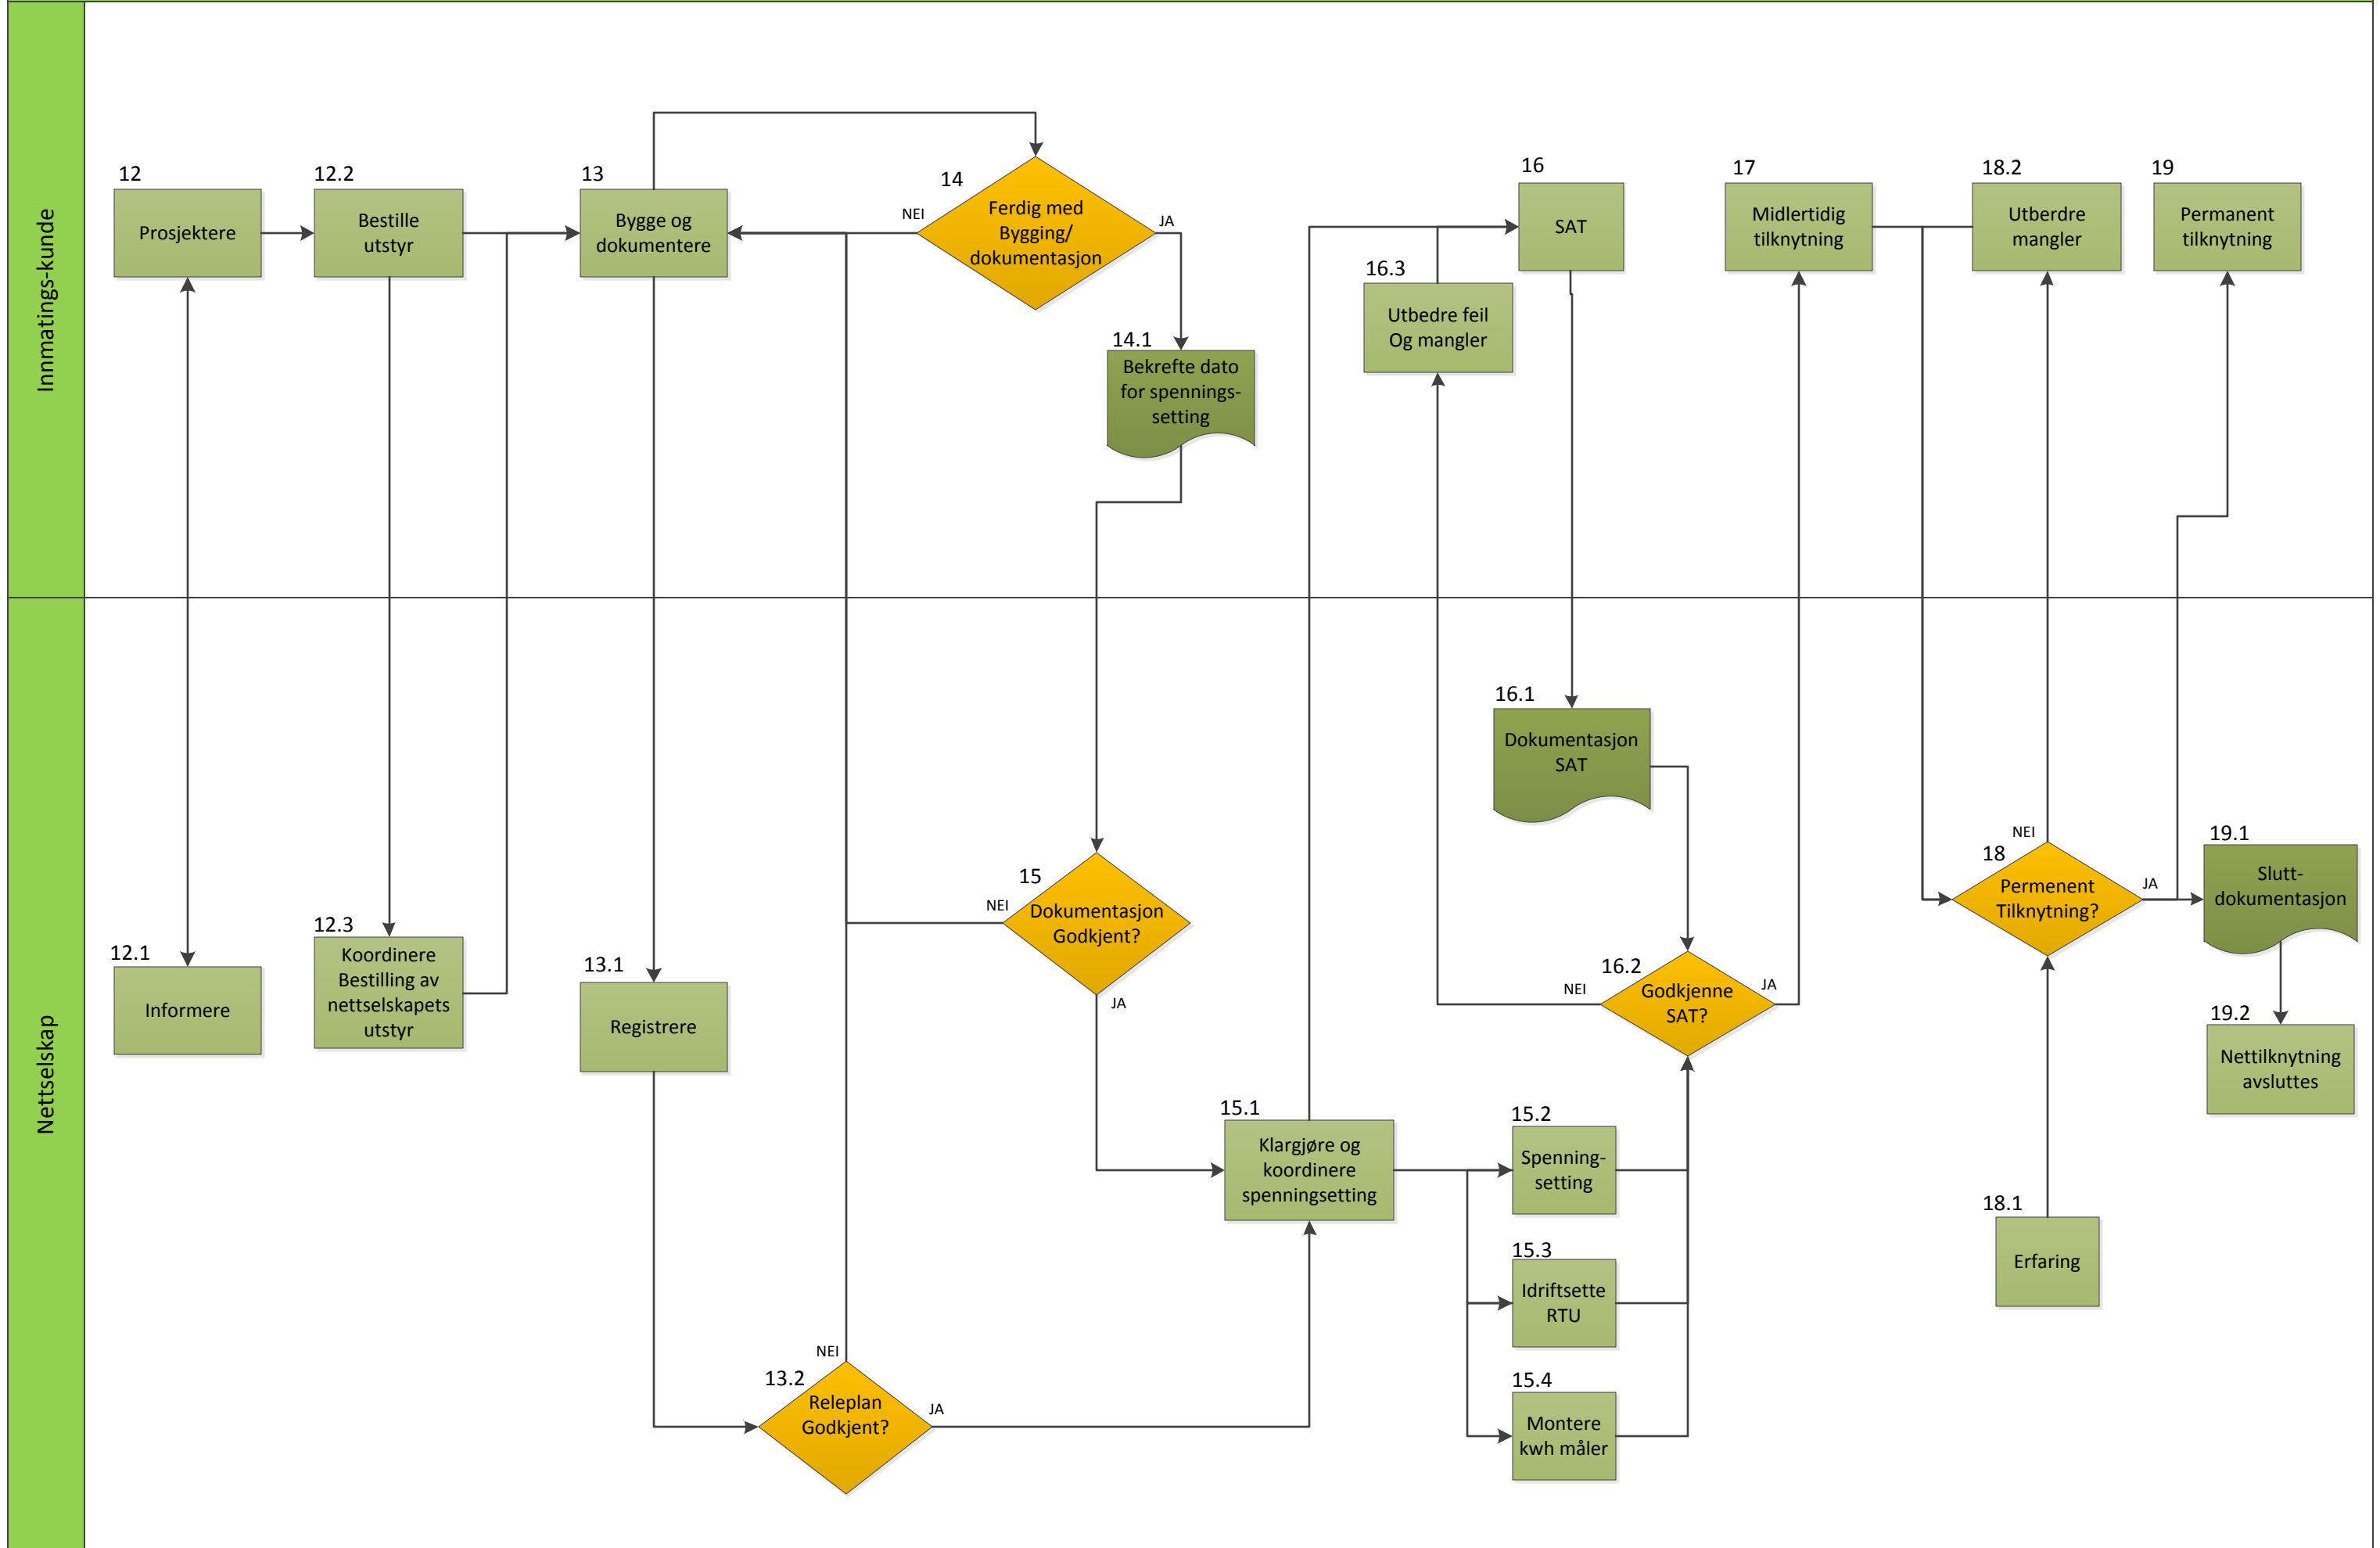 Innmatings-kunde
12
Prosjektere
12.2
Bestille
utstyr
13
Bygge og
dokumentere
14
Ferdig med
Bygging/
dokumentasjon
NEI
JA
14.1
Bekrefte dato
for spennings-
setting
16
SAT
16.3
Utbedre feil
Og mangler
17
Midlertidig
tilknytning
18.2
Utberdre
mangler
19
Permanent
tilknytning
Nettselskap
12.1
Informere
12.3
Koordinere
Bestilling av
nettselskapets
utstyr
13.1
Registrere
13.2
Releplan
Godkjent?
NEI
JA
15
Dokumentasjon
Godkjent?
NEI
JA
15.1
Klargjøre og
koordinere
spenningsetting
15.2
Spenning-
setting
15.3
Idriftsette
RTU
15.4
Montere
kwh måler
16.1
Dokumentasjon
SAT
16.2
Godkjenne
SAT?
NEI
JA
18
Permenent
Tilknytning?
NEI
JA
18.1
Erfaring
19.1
Slutt-
dokumentasjon
19.2
Nettilknytning
avsluttes